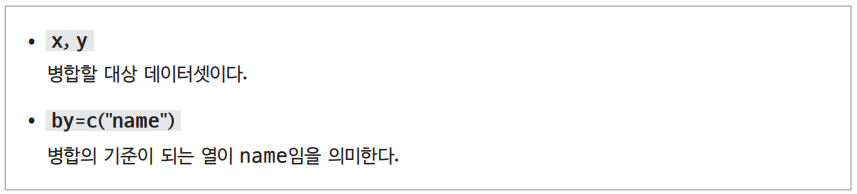 • x, y
병합할 대상 데이터셋이다.
• by=c("name")
병합의 기준이 되는 열이 name임을 의미한다.